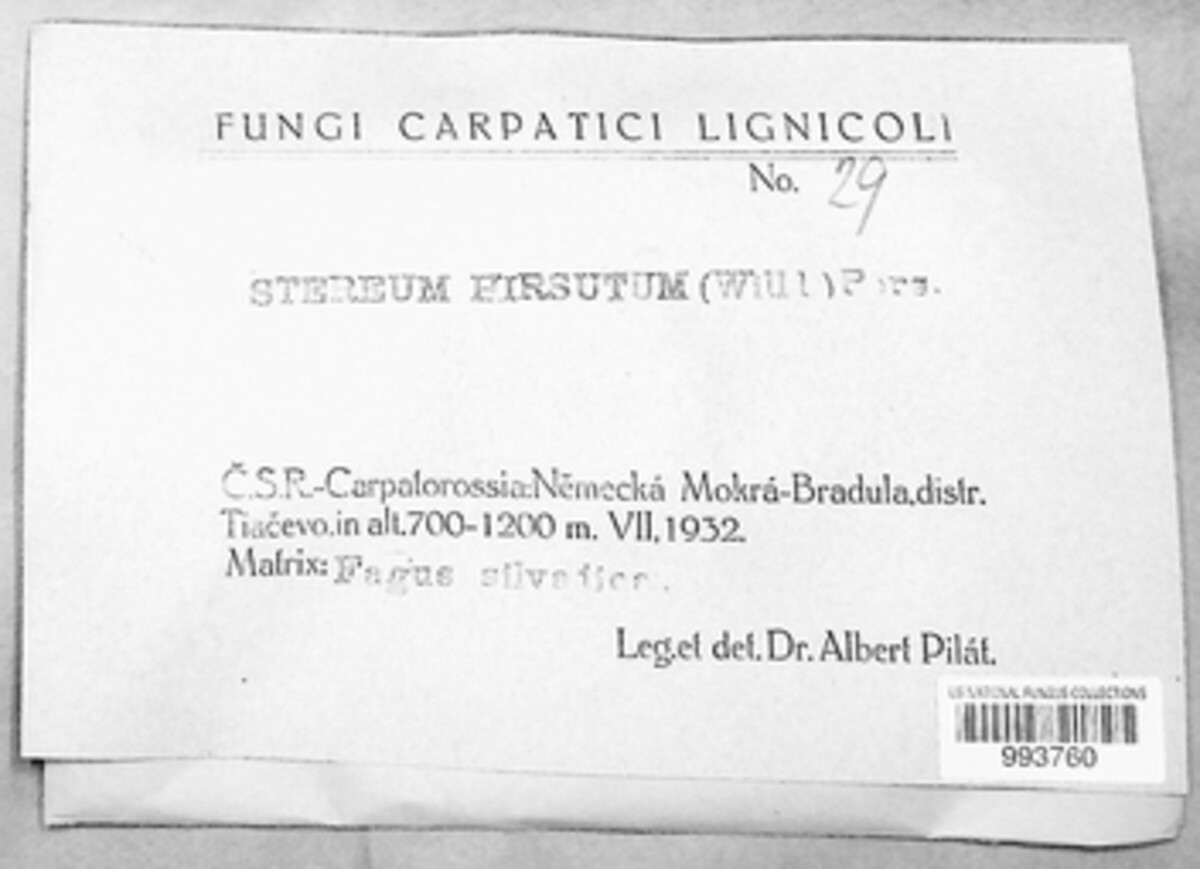 FUNGI CARPATICI LIGNICOLI
No. 29
STEREUM HIRSUTUM (Willd) Pers.
Č.S.R.-Carpatorossia:Německá Mokrá-Bradula,distr.
Tiačevo.in alt.700-1200 m. VII, 1932.
Matrix: Fagus
Leg.et det. Dr. Albert Pilát.
US NATIONAL FUNGUS COLLECTIONS
993760